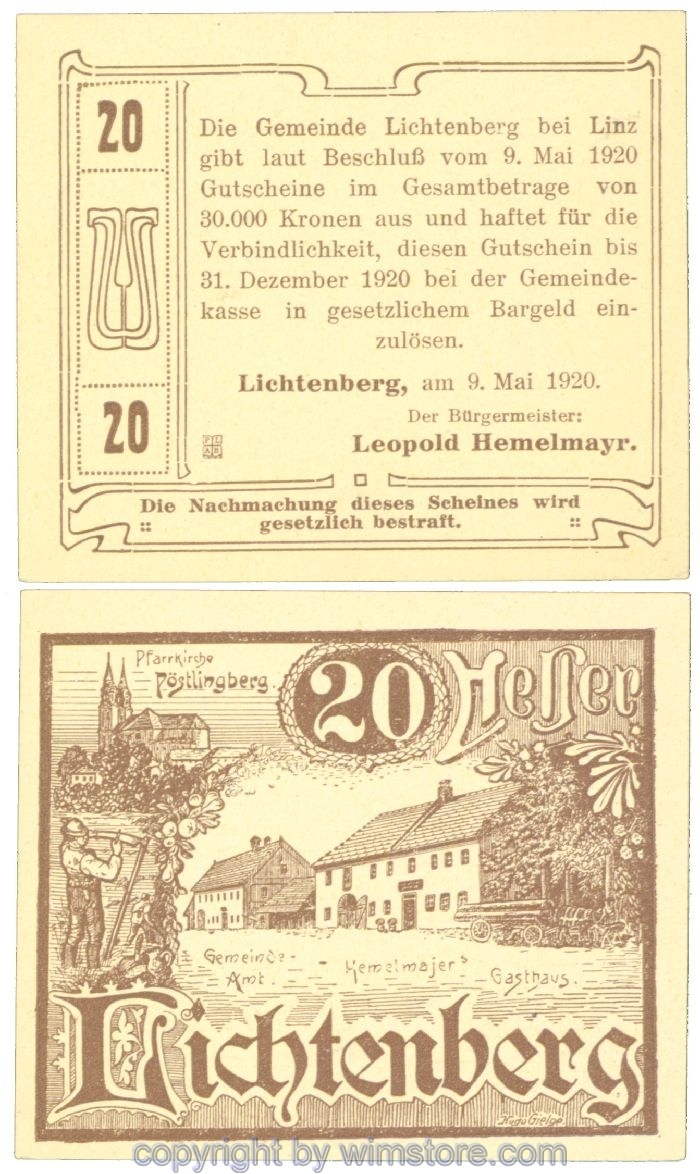 20
20
Die Gemeinde Lichtenberg bei Linz
gibt laut Beschluß vom 9. Mai 1920
Gutscheine im Gesamtbetrage von
30.000 Kronen aus und haftet für die
Verbindlichkeit, diesen Gutschein bis
31. Dezember 1920 bei der Gemeinde-
kasse in gesetzlichem Bargeld ein-
zulösen.
Lichtenberg, am 9. Mai 1920.
Der Bürgermeister:
Leopold Hemelmayr.
Die Nachmachung dieses Scheines wird
:: gesetzlich bestraft. ::
Pfarrkirche
Pöstlingberg.
20 Heller
Gemeinde-
Amt.
Hemelmajer's
Gasthaus.
Lichtenberg
Hugo Gielge
copyright by wimstore.com